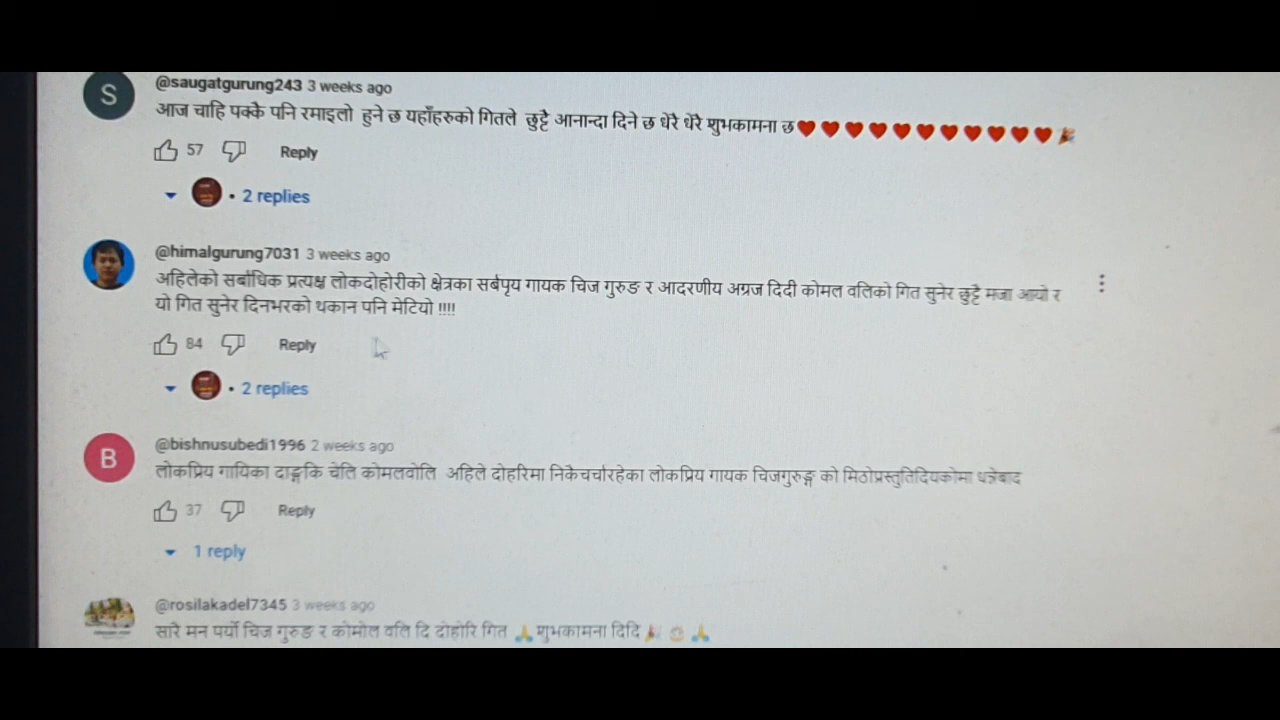 S
@saugatgurung243 3 weeks ago
आज चाहि पक्कै पनि रमाइलो हुने छ यहाँहरुको गितले छुट्टै आनान्दा दिने छ धेरै धेरै शुभकामना छ❤❤❤❤❤❤❤❤❤❤❤🎉
57 Reply
• 2 replies
@himalgurung7031 3 weeks ago
अहिलेको सर्बाधिक प्रत्यक्ष लोकदोहोरीको क्षेत्रका सर्बपृय गायक चिज गुरुङ र आदरणीय अग्रज दिदी कोमल वलिको गित सुनेर छुट्टै मजा आयो र
यो गित सुनेर दिनभरको थकान पनि मेटियो !!!!
84 Reply
• 2 replies
B
@bishnusubedi1996 2 weeks ago
लोकप्रिय गायिका दाङ्गकि चेलि कोमलवोलि अहिले दोहरिमा निकैचर्चारहेका लोकप्रिय गायक चिजगुरुङ्ग को मिठोप्रस्तुतिदियकोमा धन्नेबाद
37 Reply
1 reply
@rosilakadel7345 3 weeks ago
सारै मन पर्यो चिज गुरुङ र कोमोल वलि दि दोहोरि गित 🙏शुभकामना दिदि🎉 🙏